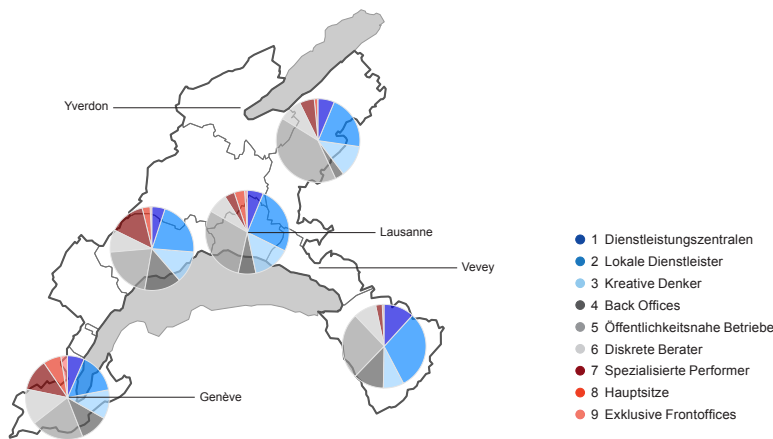 Yverdon
Lausanne
Vevey
Genève
1 Dienstleistungszentralen
2 Lokale Dienstleister
3 Kreative Denker
4 Back Offices
5 Öffentlichkeitsnahe Betriebe
6 Diskrete Berater
7 Spezialisierte Performer
8 Hauptsitze
9 Exklusive Frontoffices